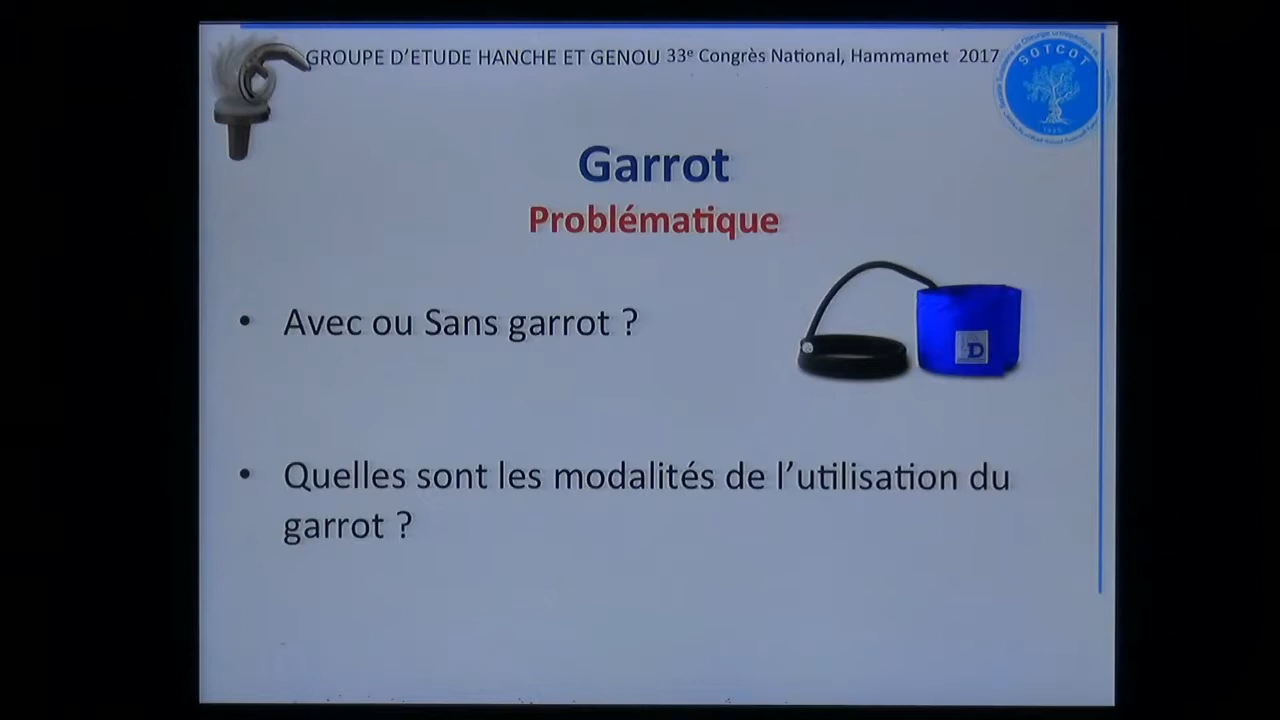 GROUPE D'ETUDE HANCHE ET GENOU 33e Congrès National, Hammamet 2017
SOTCOT
Garrot
Problématique
• Avec ou Sans garrot ?
D
• Quelles sont les modalités de l'utilisation du
garrot ?